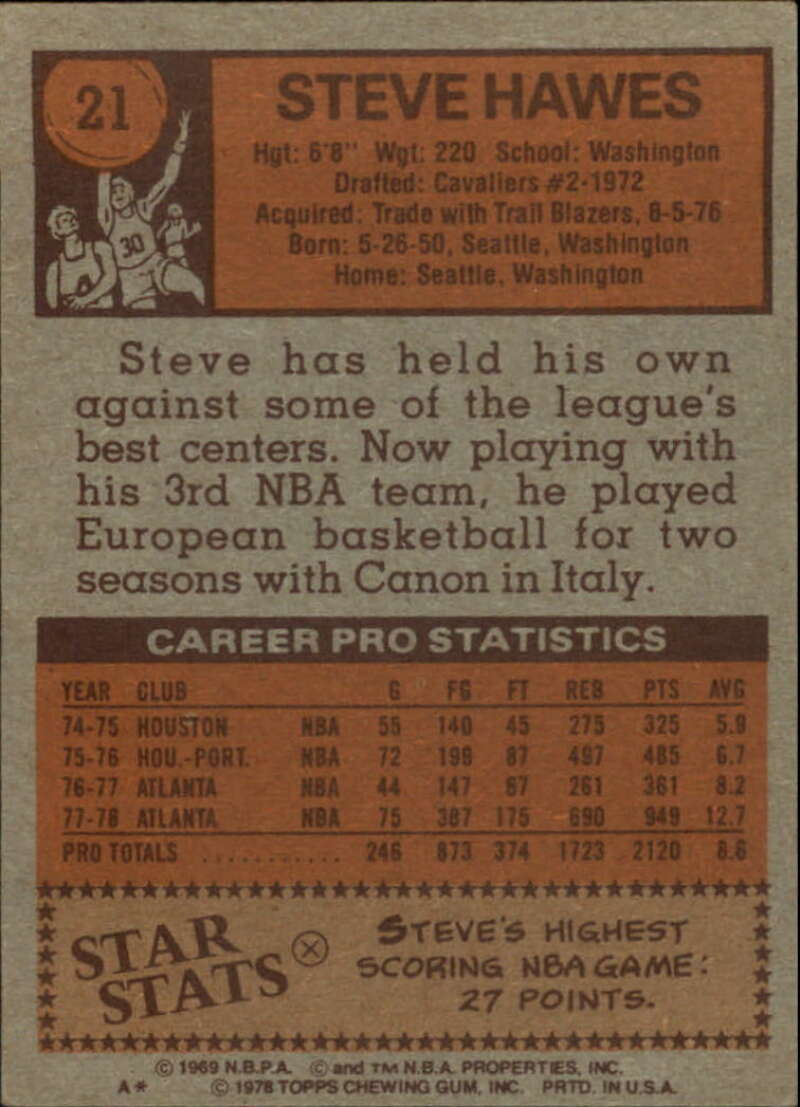 21
STEVE HAWES
Hgt: 6'8" Wgt: 220 School: Washington
Drafted: Cavaliers #2-1972
Acquired: Trade with Trail Blazers, 8-5-76
Born: 5-26-50, Seattle, Washington
Home: Seattle, Washington
30
Steve has held his own
against some of the league's
best centers. Now playing with
his 3rd NBA team, he played
European basketball for two
seasons with Canon in Italy.
CAREER PRO STATISTICS
YEAR CLUB G FG FT REB PTS AVG
74-75 HOUSTON NBA 55 140 45 275 325 5.9
75-76 HOU.-PORT. NBA 72 199 87 497 485 6.7
76-77 ATLANTA NBA 44 147 67 261 361 8.2
77-78 ATLANTA NBA 75 387 175 690 949 12.7
PRO TOTALS ........... 246 873 374 1723 2120 8.6
STAR
STATS
STEVE'S HIGHEST
SCORING NBA GAME:
27 POINTS.
© 1969 N.B.P.A. © and TM N.B.A. PROPERTIES, INC.
A* © 1978 TOPPS CHEWING GUM, INC. PRTD. IN U.S.A.